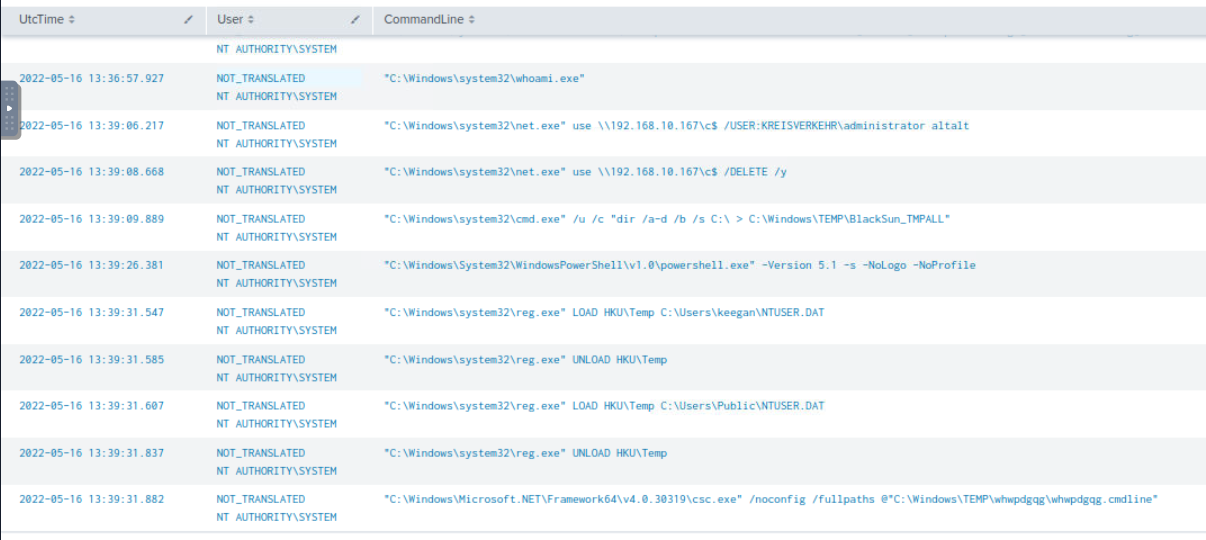 UtcTime User CommandLine
NT AUTHORITY\SYSTEM
2022-05-16 13:36:57.927 NOT_TRANSLATED "C:\Windows\system32\whoami.exe"
NT AUTHORITY\SYSTEM
2022-05-16 13:39:06.217 NOT_TRANSLATED "C:\Windows\system32\net.exe" use \\192.168.10.167\c$ /USER:KREISVERKEHR\administrator altalt
NT AUTHORITY\SYSTEM
2022-05-16 13:39:08.668 NOT_TRANSLATED "C:\Windows\system32\net.exe" use \\192.168.10.167\c$ /DELETE /y
NT AUTHORITY\SYSTEM
2022-05-16 13:39:09.889 NOT_TRANSLATED "C:\Windows\system32\cmd.exe" /u /c "dir /a-d /b /s C:\ > C:\Windows\TEMP\BlackSun_TMPALL"
NT AUTHORITY\SYSTEM
2022-05-16 13:39:26.381 NOT_TRANSLATED "C:\Windows\System32\WindowsPowerShell\v1.0\powershell.exe" -Version 5.1 -s -NoLogo -NoProfile
NT AUTHORITY\SYSTEM
2022-05-16 13:39:31.547 NOT_TRANSLATED "C:\Windows\system32\reg.exe" LOAD HKU\Temp C:\Users\keegan\NTUSER.DAT
NT AUTHORITY\SYSTEM
2022-05-16 13:39:31.585 NOT_TRANSLATED "C:\Windows\system32\reg.exe" UNLOAD HKU\Temp
NT AUTHORITY\SYSTEM
2022-05-16 13:39:31.607 NOT_TRANSLATED "C:\Windows\system32\reg.exe" LOAD HKU\Temp C:\Users\Public\NTUSER.DAT
NT AUTHORITY\SYSTEM
2022-05-16 13:39:31.837 NOT_TRANSLATED "C:\Windows\system32\reg.exe" UNLOAD HKU\Temp
NT AUTHORITY\SYSTEM
2022-05-16 13:39:31.882 NOT_TRANSLATED "C:\Windows\Microsoft.NET\Framework64\v4.0.30319\csc.exe" /noconfig /fullpaths @"C:\Windows\TEMP\whwpdgqg\whwpdgqg.cmdline"
NT AUTHORITY\SYSTEM